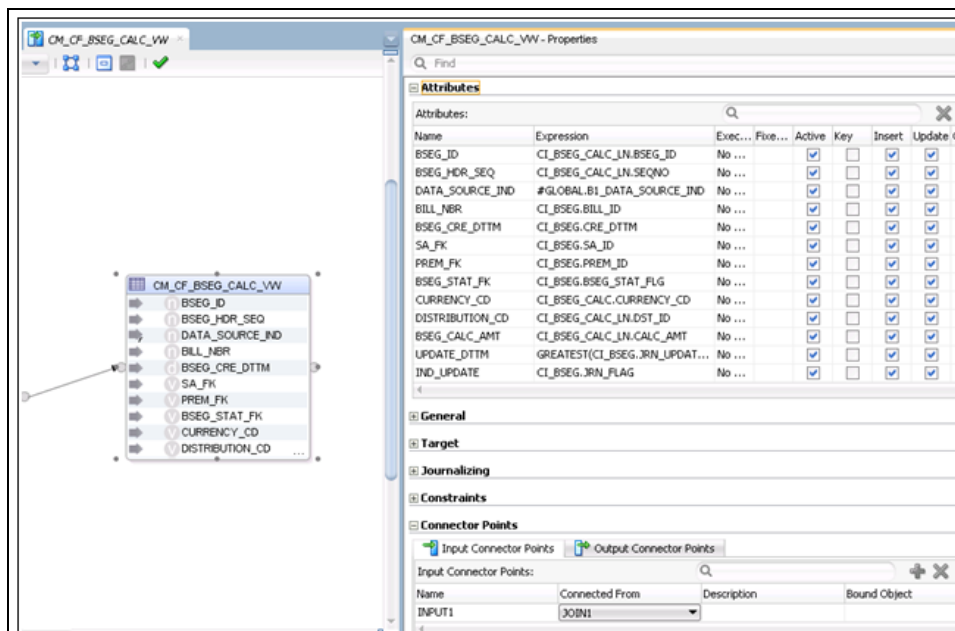 CM_CF_BSEG_CALC_VW
CM_CF_BSEG_CALC_VW
BSEG_ID
BSEG_HDR_SEQ
DATA_SOURCE_IND
BILL_NBR
BSEG_CRE_DTTM
SA_FK
PREM_FK
BSEG_STAT_FK
CURRENCY_CD
DISTRIBUTION_CD ...
CM_CF_BSEG_CALC_VW - Properties
Find
Attributes
Attributes:
Name Expression Exec... Fixe... Active Key Insert Update
BSEG_ID CI_BSEG_CALC_LN.BSEG_ID No ...
BSEG_HDR_SEQ CI_BSEG_CALC_LN.SEQNO No ...
DATA_SOURCE_IND #GLOBAL.B1_DATA_SOURCE_IND No ...
BILL_NBR CI_BSEG.BILL_ID No ...
BSEG_CRE_DTTM CI_BSEG.CRE_DTTM No ...
SA_FK CI_BSEG.SA_ID No ...
PREM_FK CI_BSEG.PREM_ID No ...
BSEG_STAT_FK CI_BSEG.BSEG_STAT_FLG No ...
CURRENCY_CD CI_BSEG_CALC.CURRENCY_CD No ...
DISTRIBUTION_CD CI_BSEG_CALC_LN.DST_ID No ...
BSEG_CALC_AMT CI_BSEG_CALC_LN.CALC_AMT No ...
UPDATE_DTTM GREATEST(CI_BSEG.JRN_UPDAT... No ...
IND_UPDATE CI_BSEG.JRN_FLAG No ...
General
Target
Journalizing
Constraints
Connector Points
Input Connector Points Output Connector Points
Input Connector Points:
Name Connected From Description Bound Object
INPUT1 JOIN1